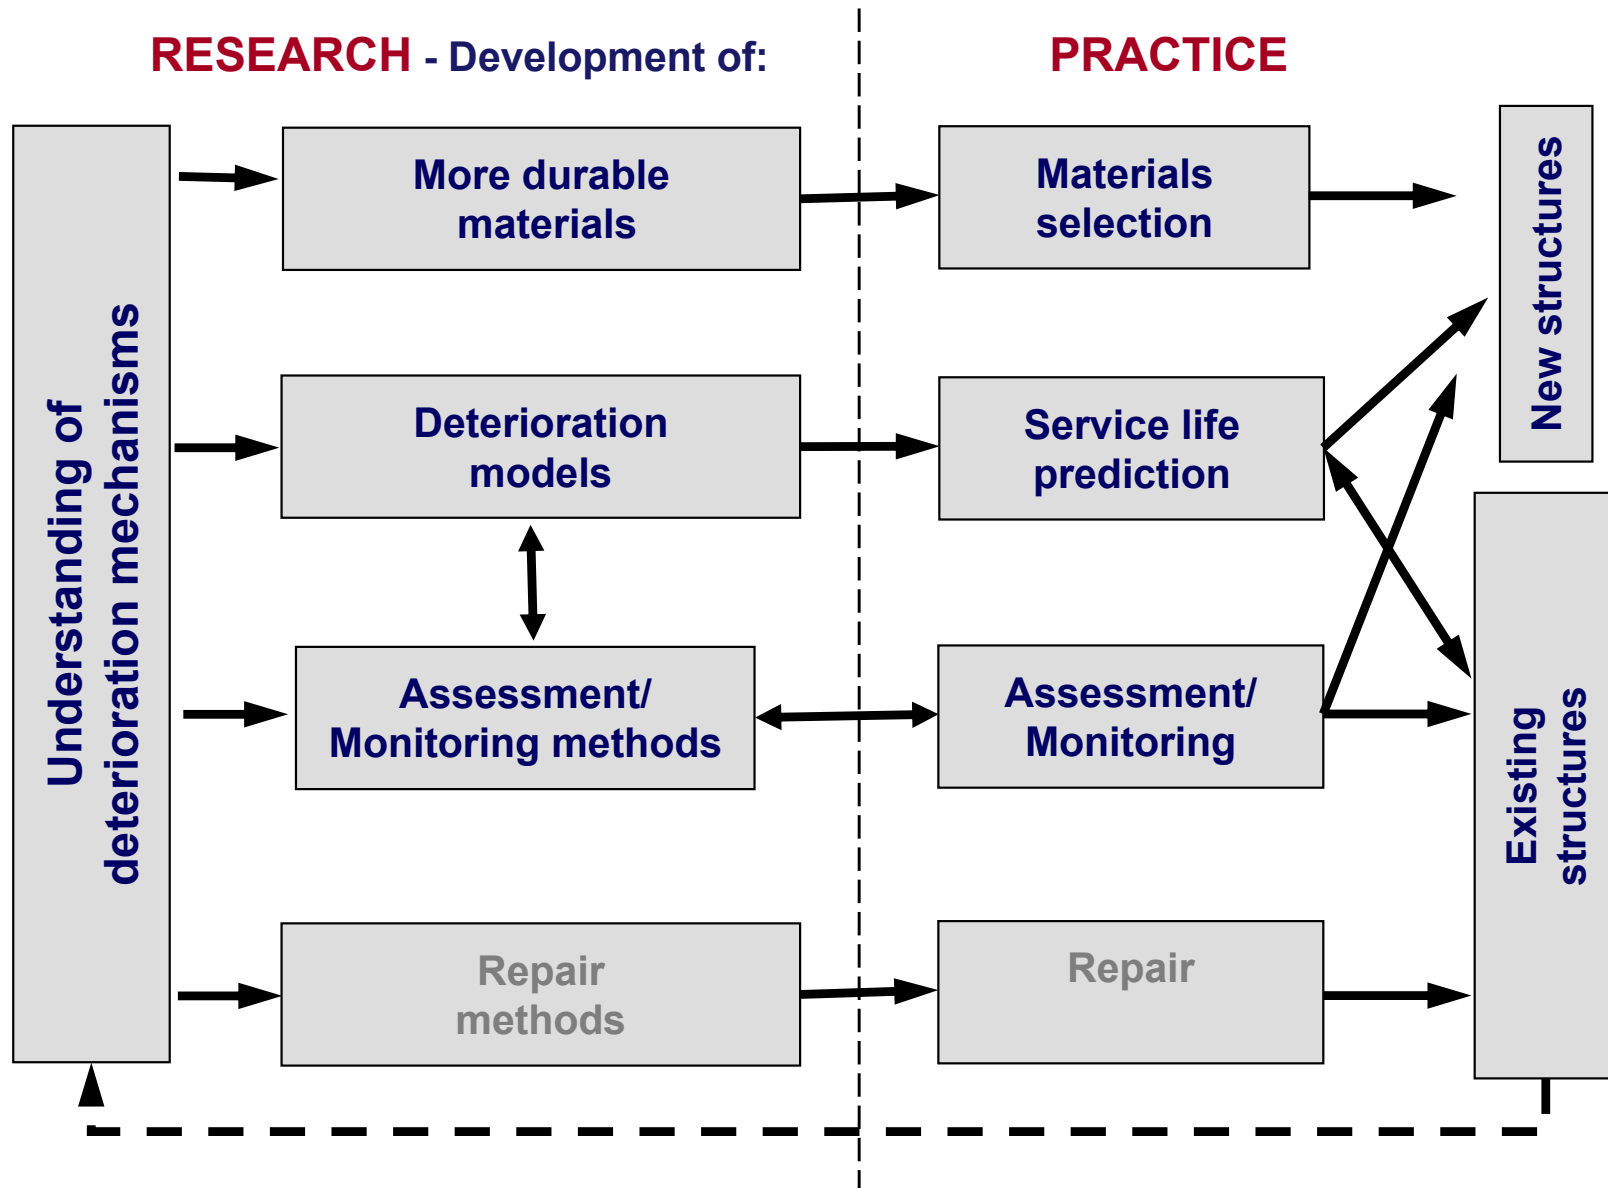 RESEARCH - Development of:
PRACTICE
Understanding of
deterioration mechanisms
More durable
materials
Materials
selection
New structures
Deterioration
models
Service life
prediction
Assessment/
Monitoring methods
Assessment/
Monitoring
Existing
structures
Repair
methods
Repair